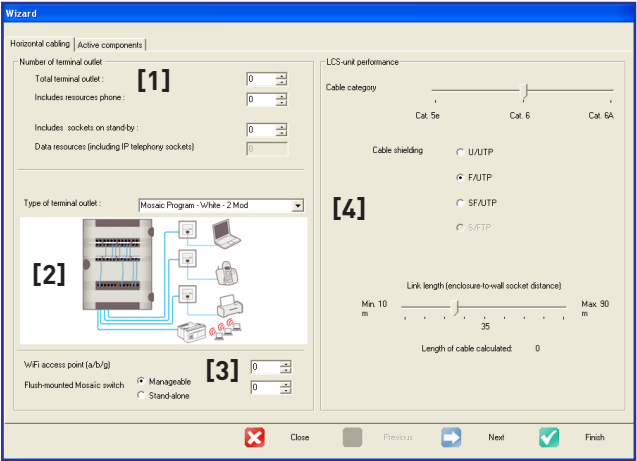 Wizard
Horizontal cabling
Active components
Number of terminal outlet
[1]
Total terminal outlet :
0
Includes resources phone :
0
Includes sockets on stand-by :
0
Data resources (including IP telephony sockets)
0
Type of terminal outlet :
Mosaic Program - White - 2 Mod
[2]
WiFi access point (a/b/g)
[3]
0
Flush-mounted Mosaic switch
Manageable
Stand-alone
0
LCS-unit performance
Cable category
Cat. 5e
Cat. 6
Cat. 6A
Cable shielding
U/UTP
F/UTP
SF/UTP
S/FTP
[4]
Link length (enclosure-to-wall socket distance)
Min. 10 m
Max. 90 m
35
Length of cable calculated: 0
Close
Previous
Next
Finish